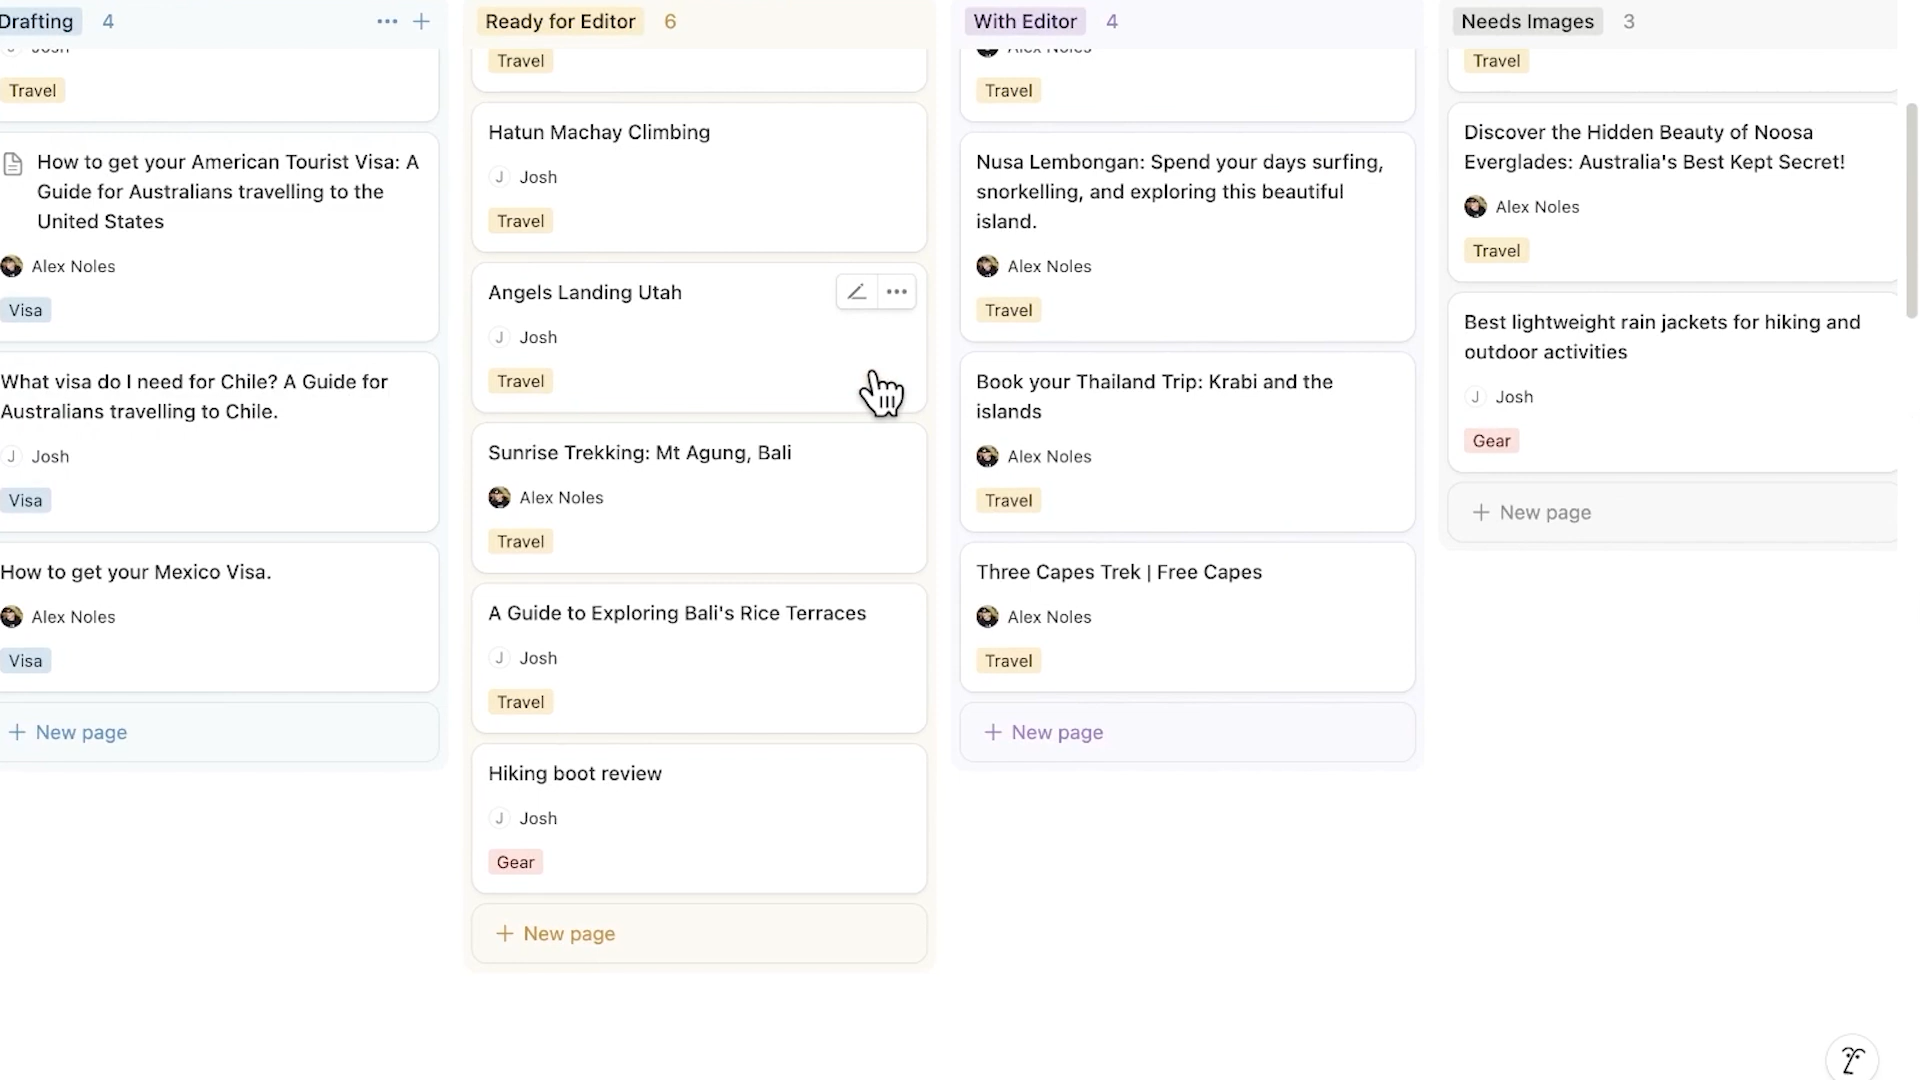 Drafting 4
Travel
How to get your American Tourist Visa: A
Guide for Australians travelling to the
United States
Alex Noles
Visa
What visa do I need for Chile? A Guide for
Australians travelling to Chile.
J Josh
Visa
How to get your Mexico Visa.
Alex Noles
Visa
+ New page
Ready for Editor 6
Travel
Hatun Machay Climbing
J Josh
Travel
Angels Landing Utah
J Josh
Travel
Sunrise Trekking: Mt Agung, Bali
Alex Noles
Travel
A Guide to Exploring Bali's Rice Terraces
J Josh
Travel
Hiking boot review
J Josh
Gear
+ New page
With Editor 4
Alex Noles
Travel
Nusa Lembongan: Spend your days surfing,
snorkelling, and exploring this beautiful
island.
Alex Noles
Travel
Book your Thailand Trip: Krabi and the
islands
Alex Noles
Travel
Three Capes Trek | Free Capes
Alex Noles
Travel
+ New page
Needs Images 3
Travel
Discover the Hidden Beauty of Noosa
Everglades: Australia's Best Kept Secret!
Alex Noles
Travel
Best lightweight rain jackets for hiking and
outdoor activities
J Josh
Gear
+ New page